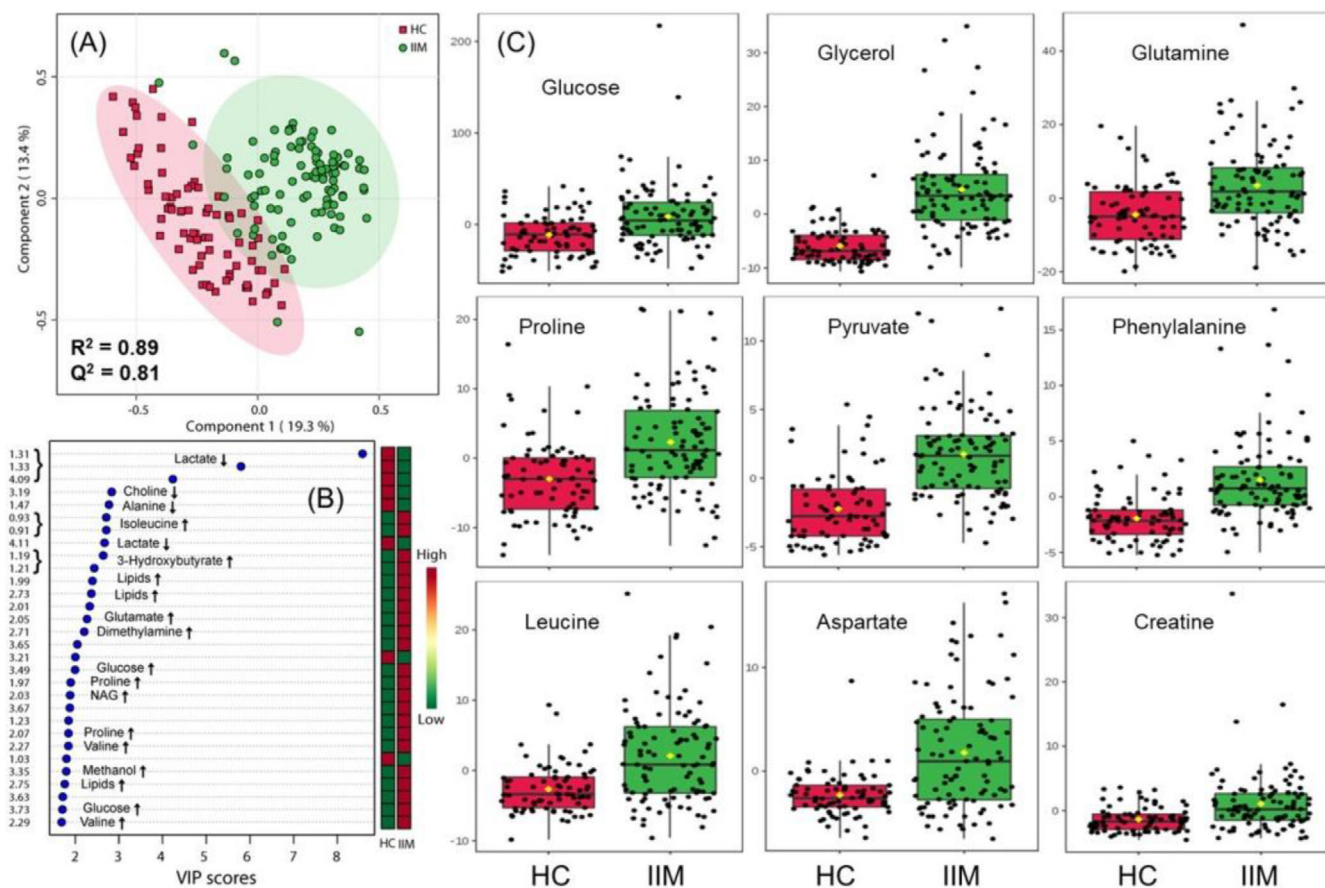 (A)
HC
IIM
0.5
0.0
-0.5
Component 2 ( 13.4 %)
R² = 0.89
Q² = 0.81
-0.5
0.0
0.5
Component 1 ( 19.3 %)
(B)
1.31
1.33
4.09
3.19
1.47
0.93
0.91
4.11
1.19
1.21
1.99
2.73
2.01
2.05
2.71
3.65
3.21
3.49
1.97
2.03
3.67
1.23
2.07
2.27
1.03
3.35
2.75
3.63
3.73
2.29
Lactate ↓
Choline ↓
Alanine ↓
Isoleucine ↑
Lactate ↓
3-Hydroxybutyrate ↑
Lipids ↑
Lipids ↑
Glutamate ↑
Dimethylamine ↑
Glucose ↑
Proline ↑
NAG ↑
Proline ↑
Valine ↑
Methanol ↑
Lipids ↑
Glucose ↑
Valine ↑
High
Low
HC IIM
2 3 4 5 6 7 8
VIP scores
(C)
Glucose
200
100
0
Glycerol
30
20
10
0
-10
Glutamine
40
20
0
-20
Proline
20
10
0
-10
Pyruvate
10
5
0
-5
Phenylalanine
15
10
5
0
-5
Leucine
20
10
0
-10
Aspartate
10
0
Creatine
30
20
10
0
HC IIM
HC IIM
HC IIM